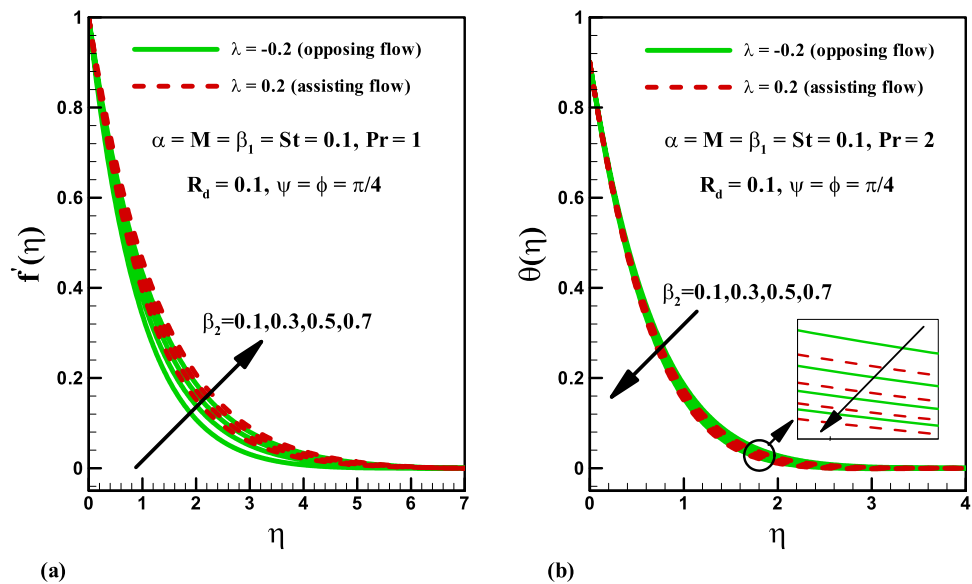 1
0.8
0.6
0.4
0.2
0
f'(η)
λ = -0.2 (opposing flow)
λ = 0.2 (assisting flow)
α = M = β₁ = St = 0.1, Pr = 1
R_d = 0.1, ψ = ϕ = π/4
β₂=0.1,0.3,0.5,0.7
0 1 2 3 4 5 6 7
η
(a)
1
0.8
0.6
0.4
0.2
0
θ(η)
λ = -0.2 (opposing flow)
λ = 0.2 (assisting flow)
α = M = β₁ = St = 0.1, Pr = 2
R_d = 0.1, ψ = ϕ = π/4
β₂=0.1,0.3,0.5,0.7
0 1 2 3 4
η
(b)